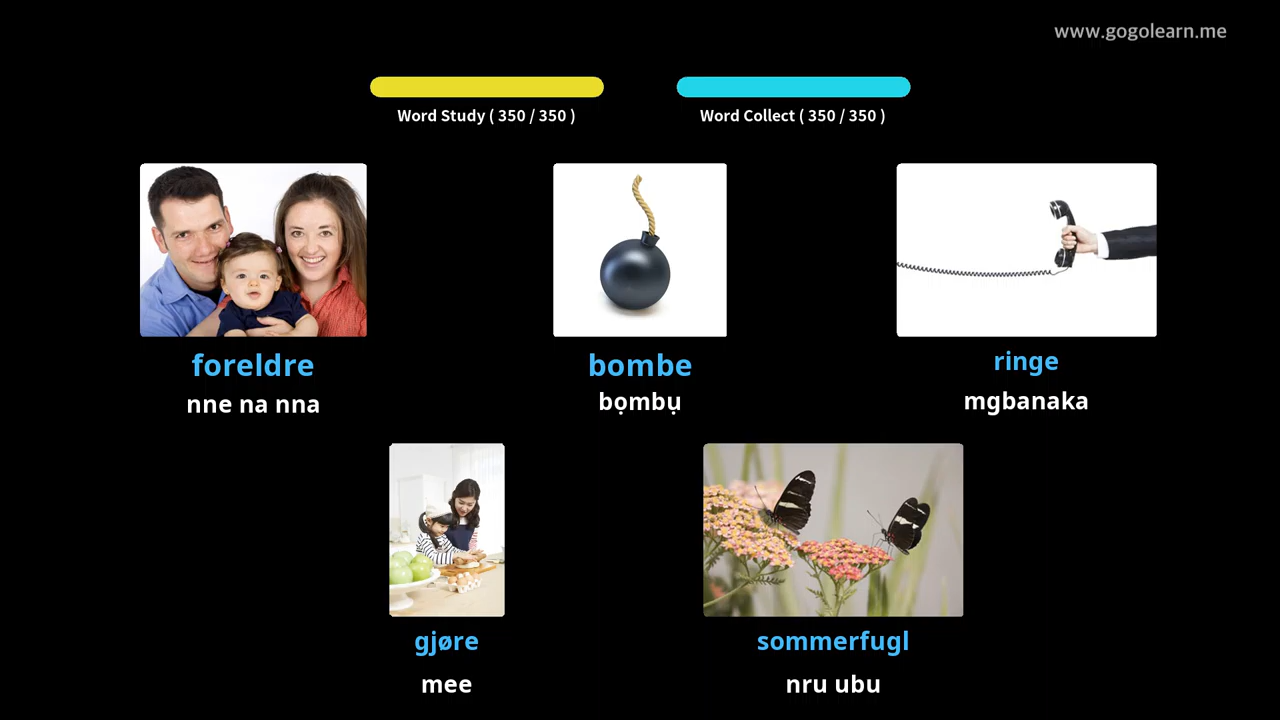 www.gogolearn.me
Word Study ( 350 / 350 )
Word Collect ( 350 / 350 )
foreldre
nne na nna
bombe
bọmbụ
ringe
mgbanaka
gjøre
mee
sommerfugl
nru ubu